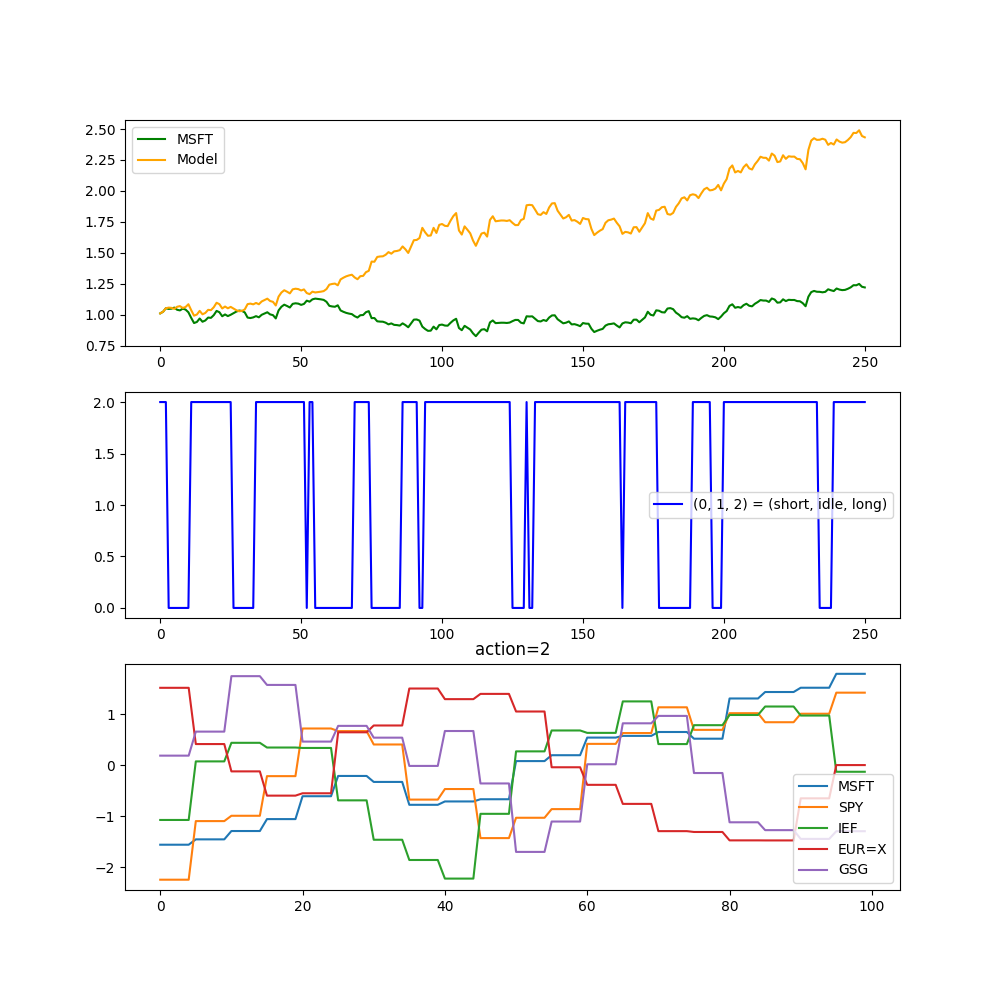 2.50
2.25
2.00
1.75
1.50
1.25
1.00
0.75
MSFT
Model
0 50 100 150 200 250
2.0
1.5
1.0
0.5
0.0
(0, 1, 2) = (short, idle, long)
0 50 100 150 200 250
action=2
1
0
−1
−2
MSFT
SPY
IEF
EUR=X
GSG
0 20 40 60 80 100